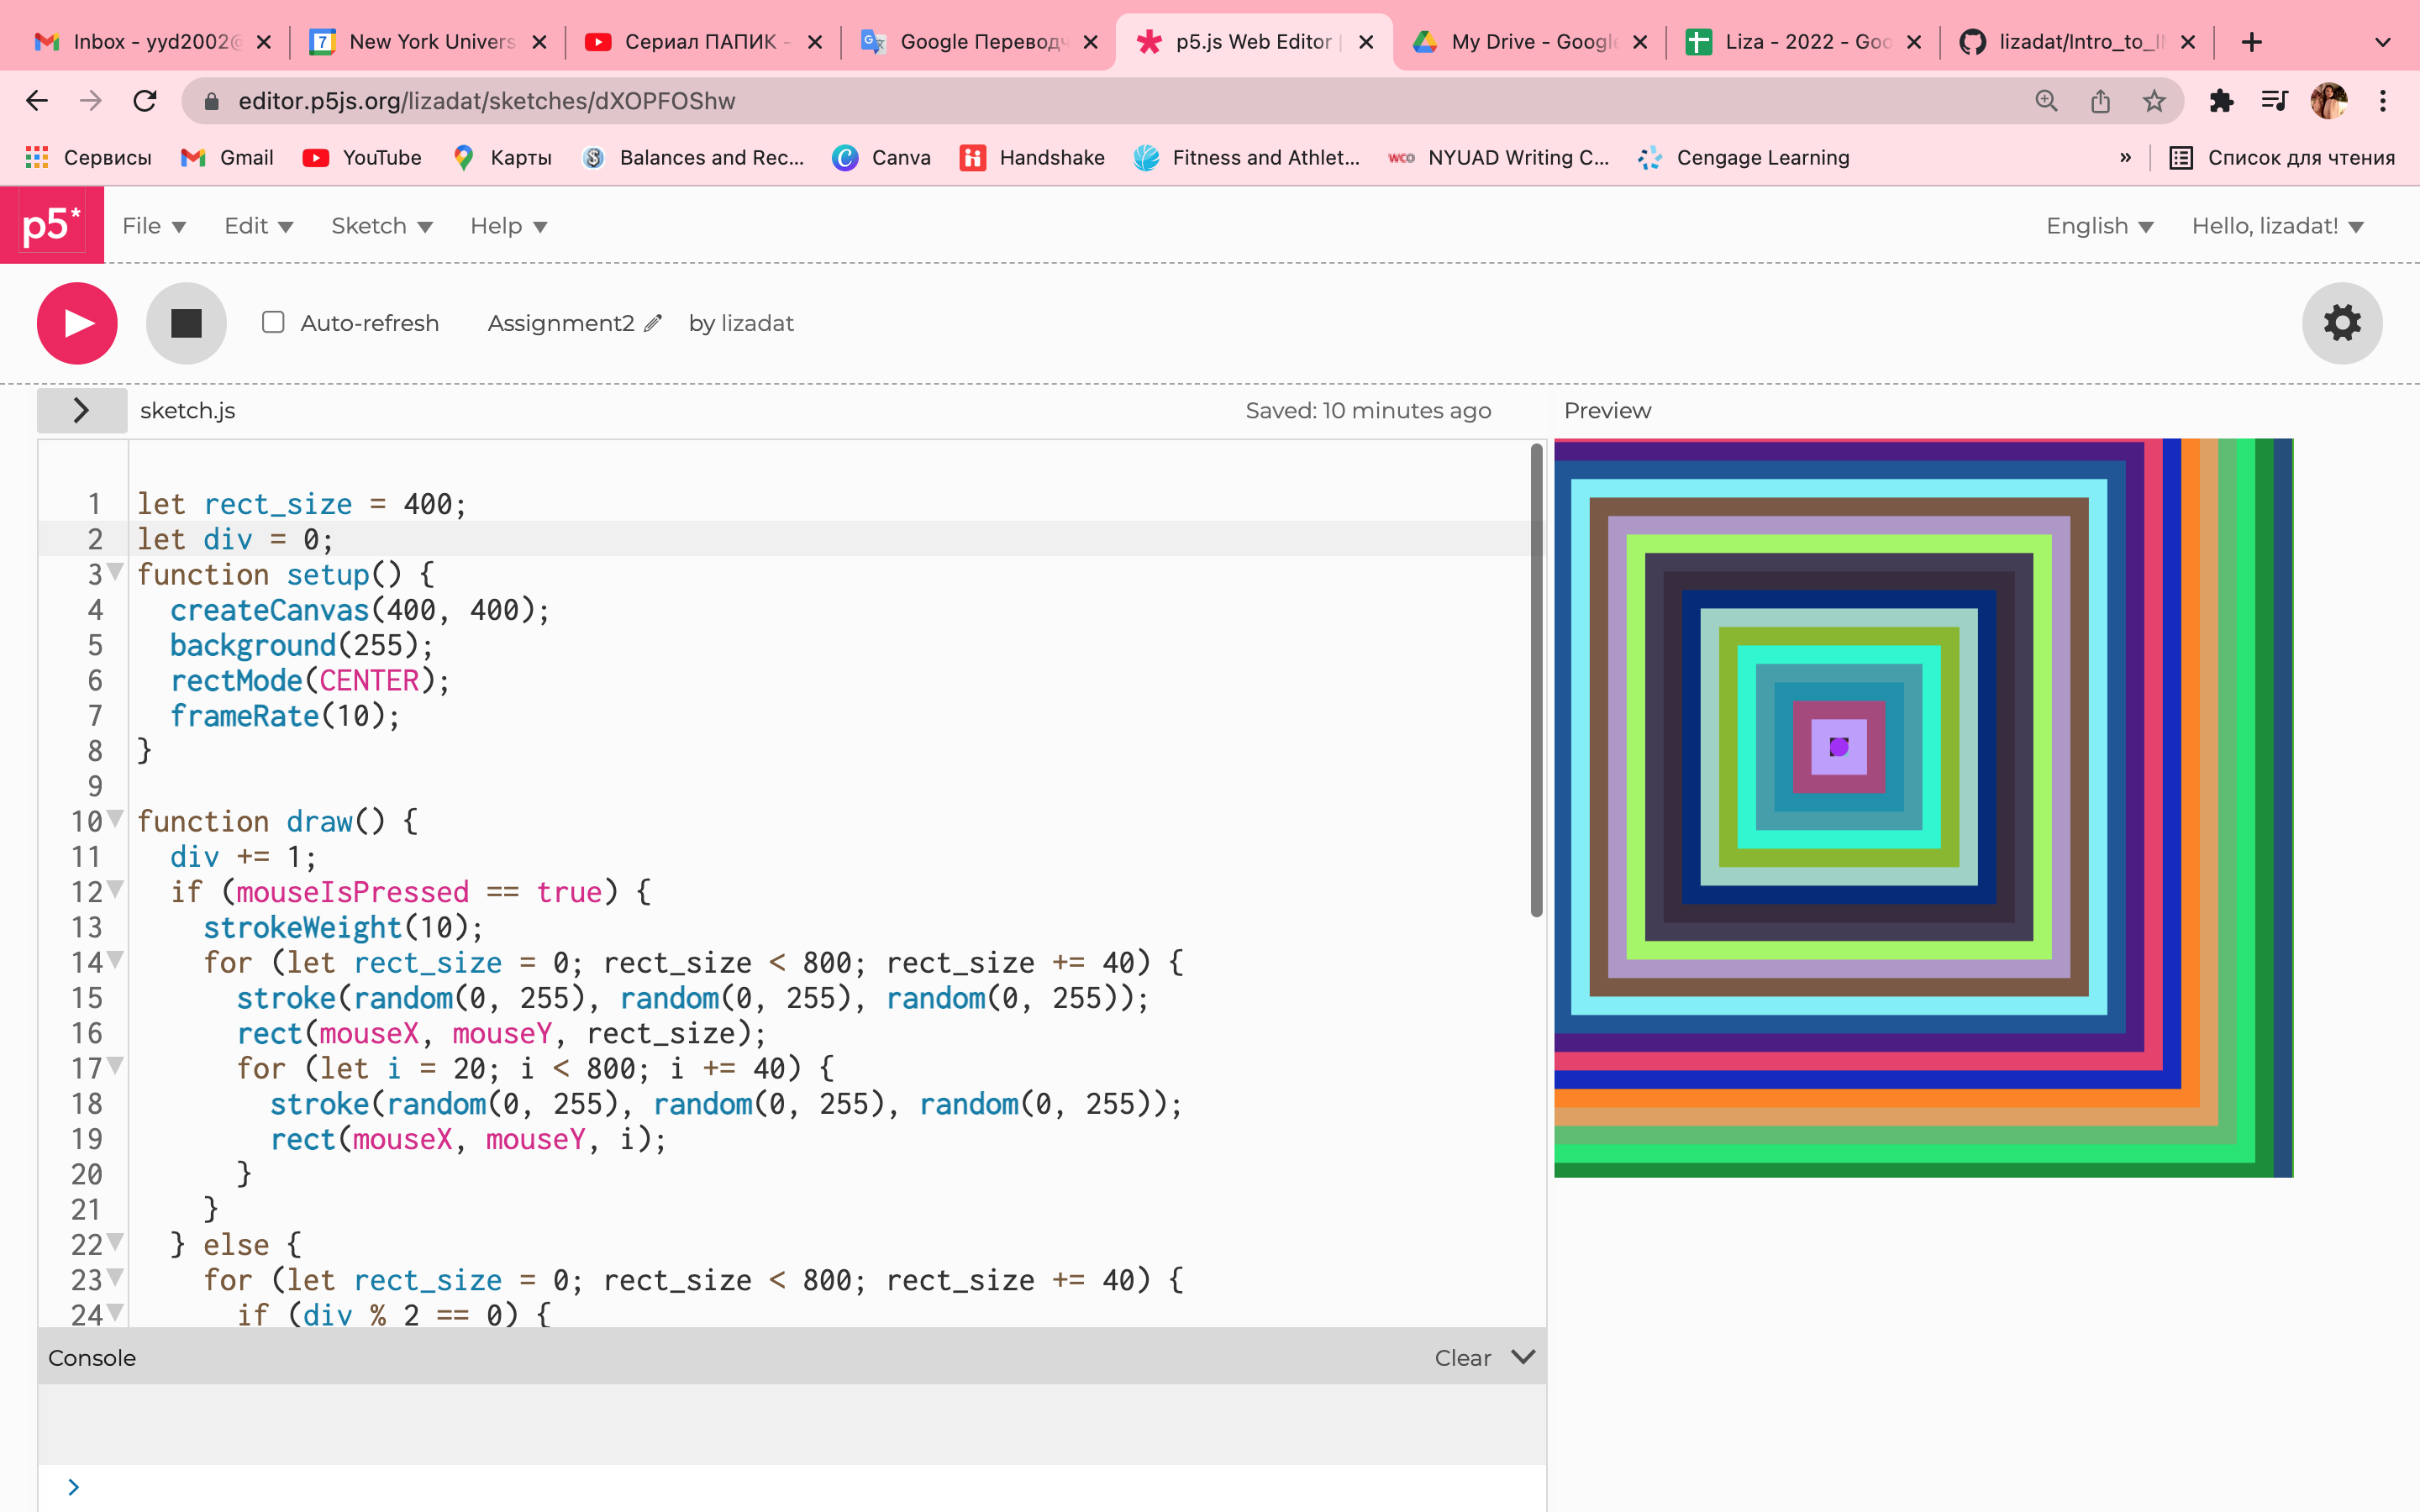 Inbox - yyd2002@ New York Univers Сериал ПАПИК - Google Переводч p5.js Web Editor My Drive - Google Liza - 2022 - Goo lizadat/Intro_to_I
editor.p5js.org/lizadat/sketches/dXOPFOShw
Сервисы Gmail YouTube Карты Balances and Rec... Canva Handshake Fitness and Athlet... wco NYUAD Writing C... Cengage Learning » Список для чтения
p5* File Edit Sketch Help English Hello, lizadat!
Auto-refresh Assignment2 by lizadat
sketch.js Saved: 10 minutes ago Preview
1 let rect_size = 400;
2 let div = 0;
3 function setup() {
4 createCanvas(400, 400);
5 background(255);
6 rectMode(CENTER);
7 frameRate(10);
8 }
9
10 function draw() {
11 div += 1;
12 if (mouseIsPressed == true) {
13 strokeWeight(10);
14 for (let rect_size = 0; rect_size < 800; rect_size += 40) {
15 stroke(random(0, 255), random(0, 255), random(0, 255));
16 rect(mouseX, mouseY, rect_size);
17 for (let i = 20; i < 800; i += 40) {
18 stroke(random(0, 255), random(0, 255), random(0, 255));
19 rect(mouseX, mouseY, i);
20 }
21 }
22 } else {
23 for (let rect_size = 0; rect_size < 800; rect_size += 40) {
24 if (div % 2 == 0) {
Console Clear
>